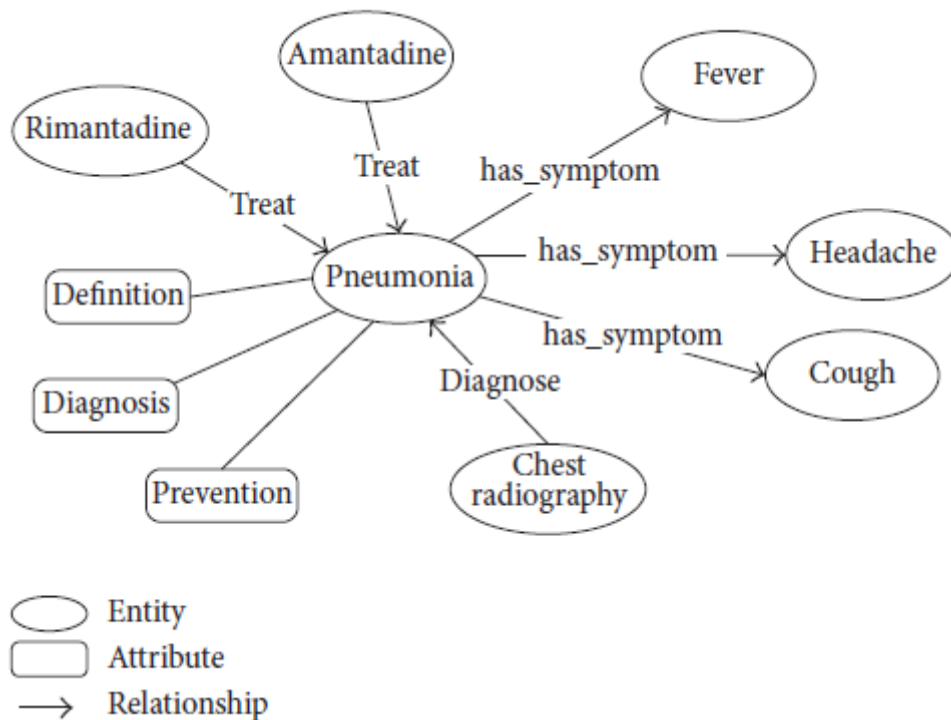 Amantadine
Fever
Rimantadine
Treat
has_symptom
Treat
has_symptom
Headache
Pneumonia
Definition
has_symptom
Cough
Diagnose
Diagnosis
Chest
radiography
Prevention
Entity
Attribute
Relationship